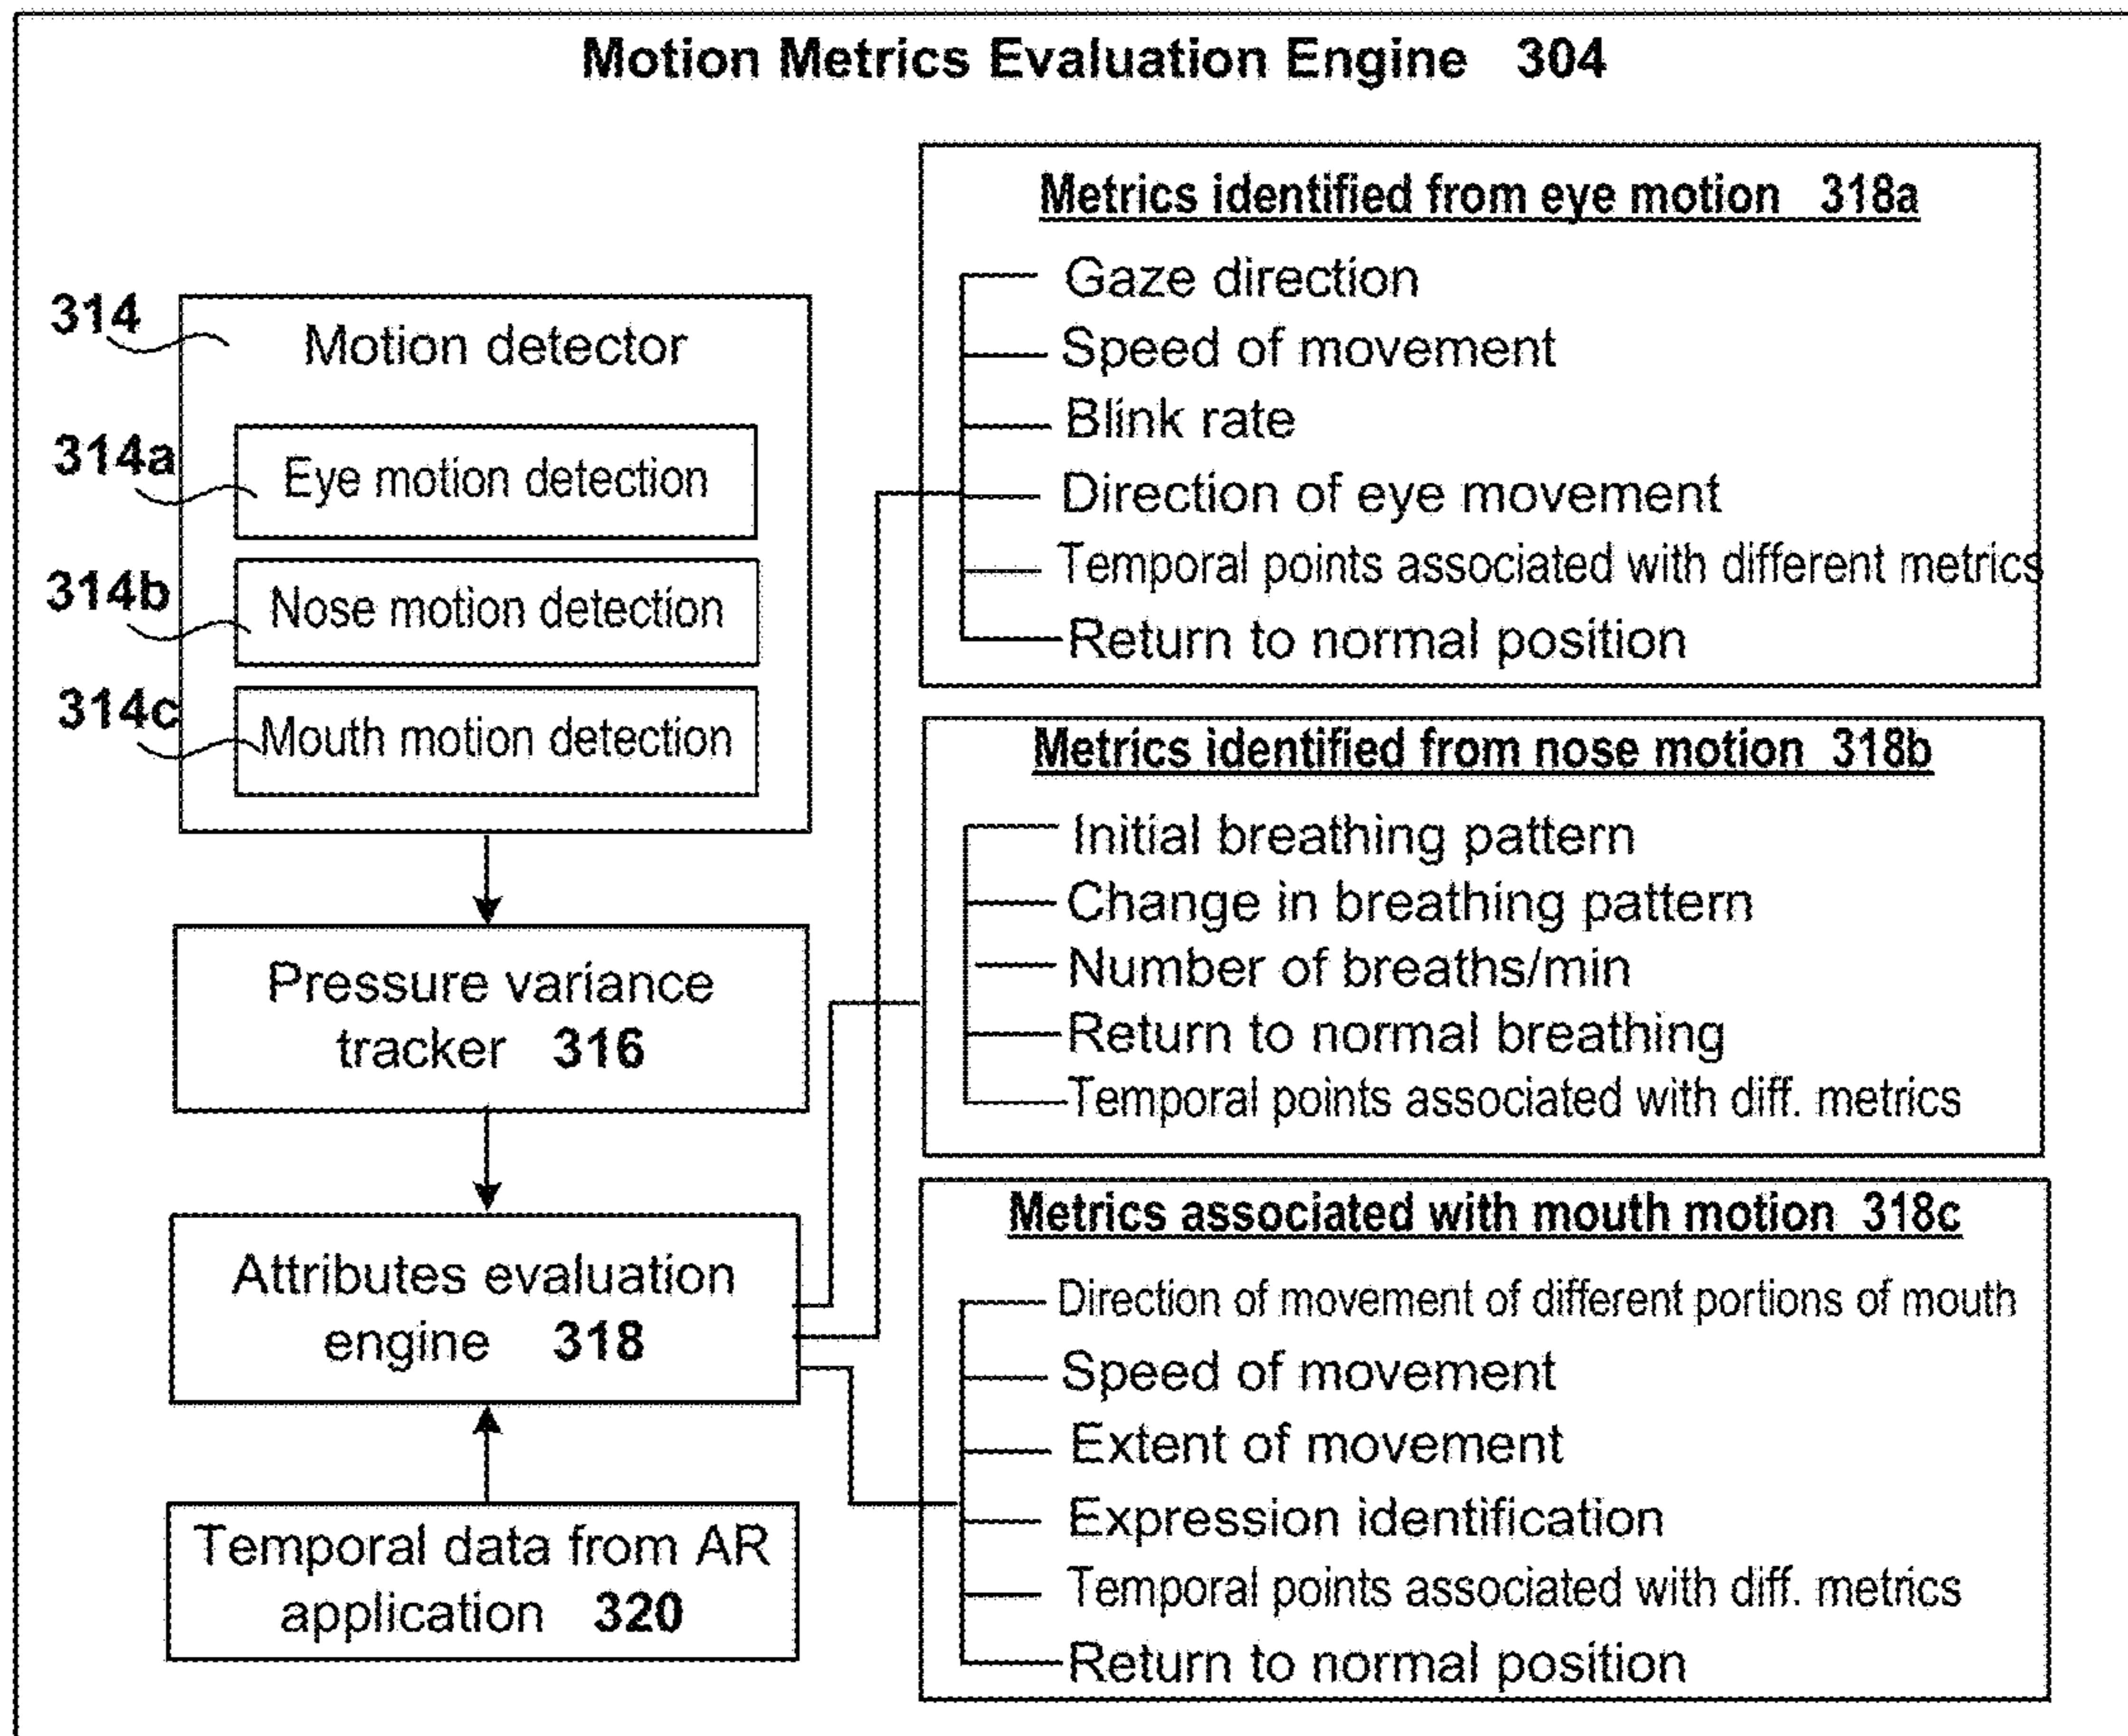 Motion Metrics Evaluation Engine 304
314
Motion detector
314a
Eye motion detection
314b
Nose motion detection
314c
Mouth motion detection
Pressure variance
tracker 316
Attributes evaluation
engine 318
Temporal data from AR
application 320
Metrics identified from eye motion 318a
Gaze direction
Speed of movement
Blink rate
Direction of eye movement
Temporal points associated with different metrics
Return to normal position
Metrics identified from nose motion 318b
Initial breathing pattern
Change in breathing pattern
Number of breaths/min
Return to normal breathing
Temporal points associated with diff. metrics
Metrics associated with mouth motion 318c
Direction of movement of different portions of mouth
Speed of movement
Extent of movement
Expression identification
Temporal points associated with diff. metrics
Return to normal position